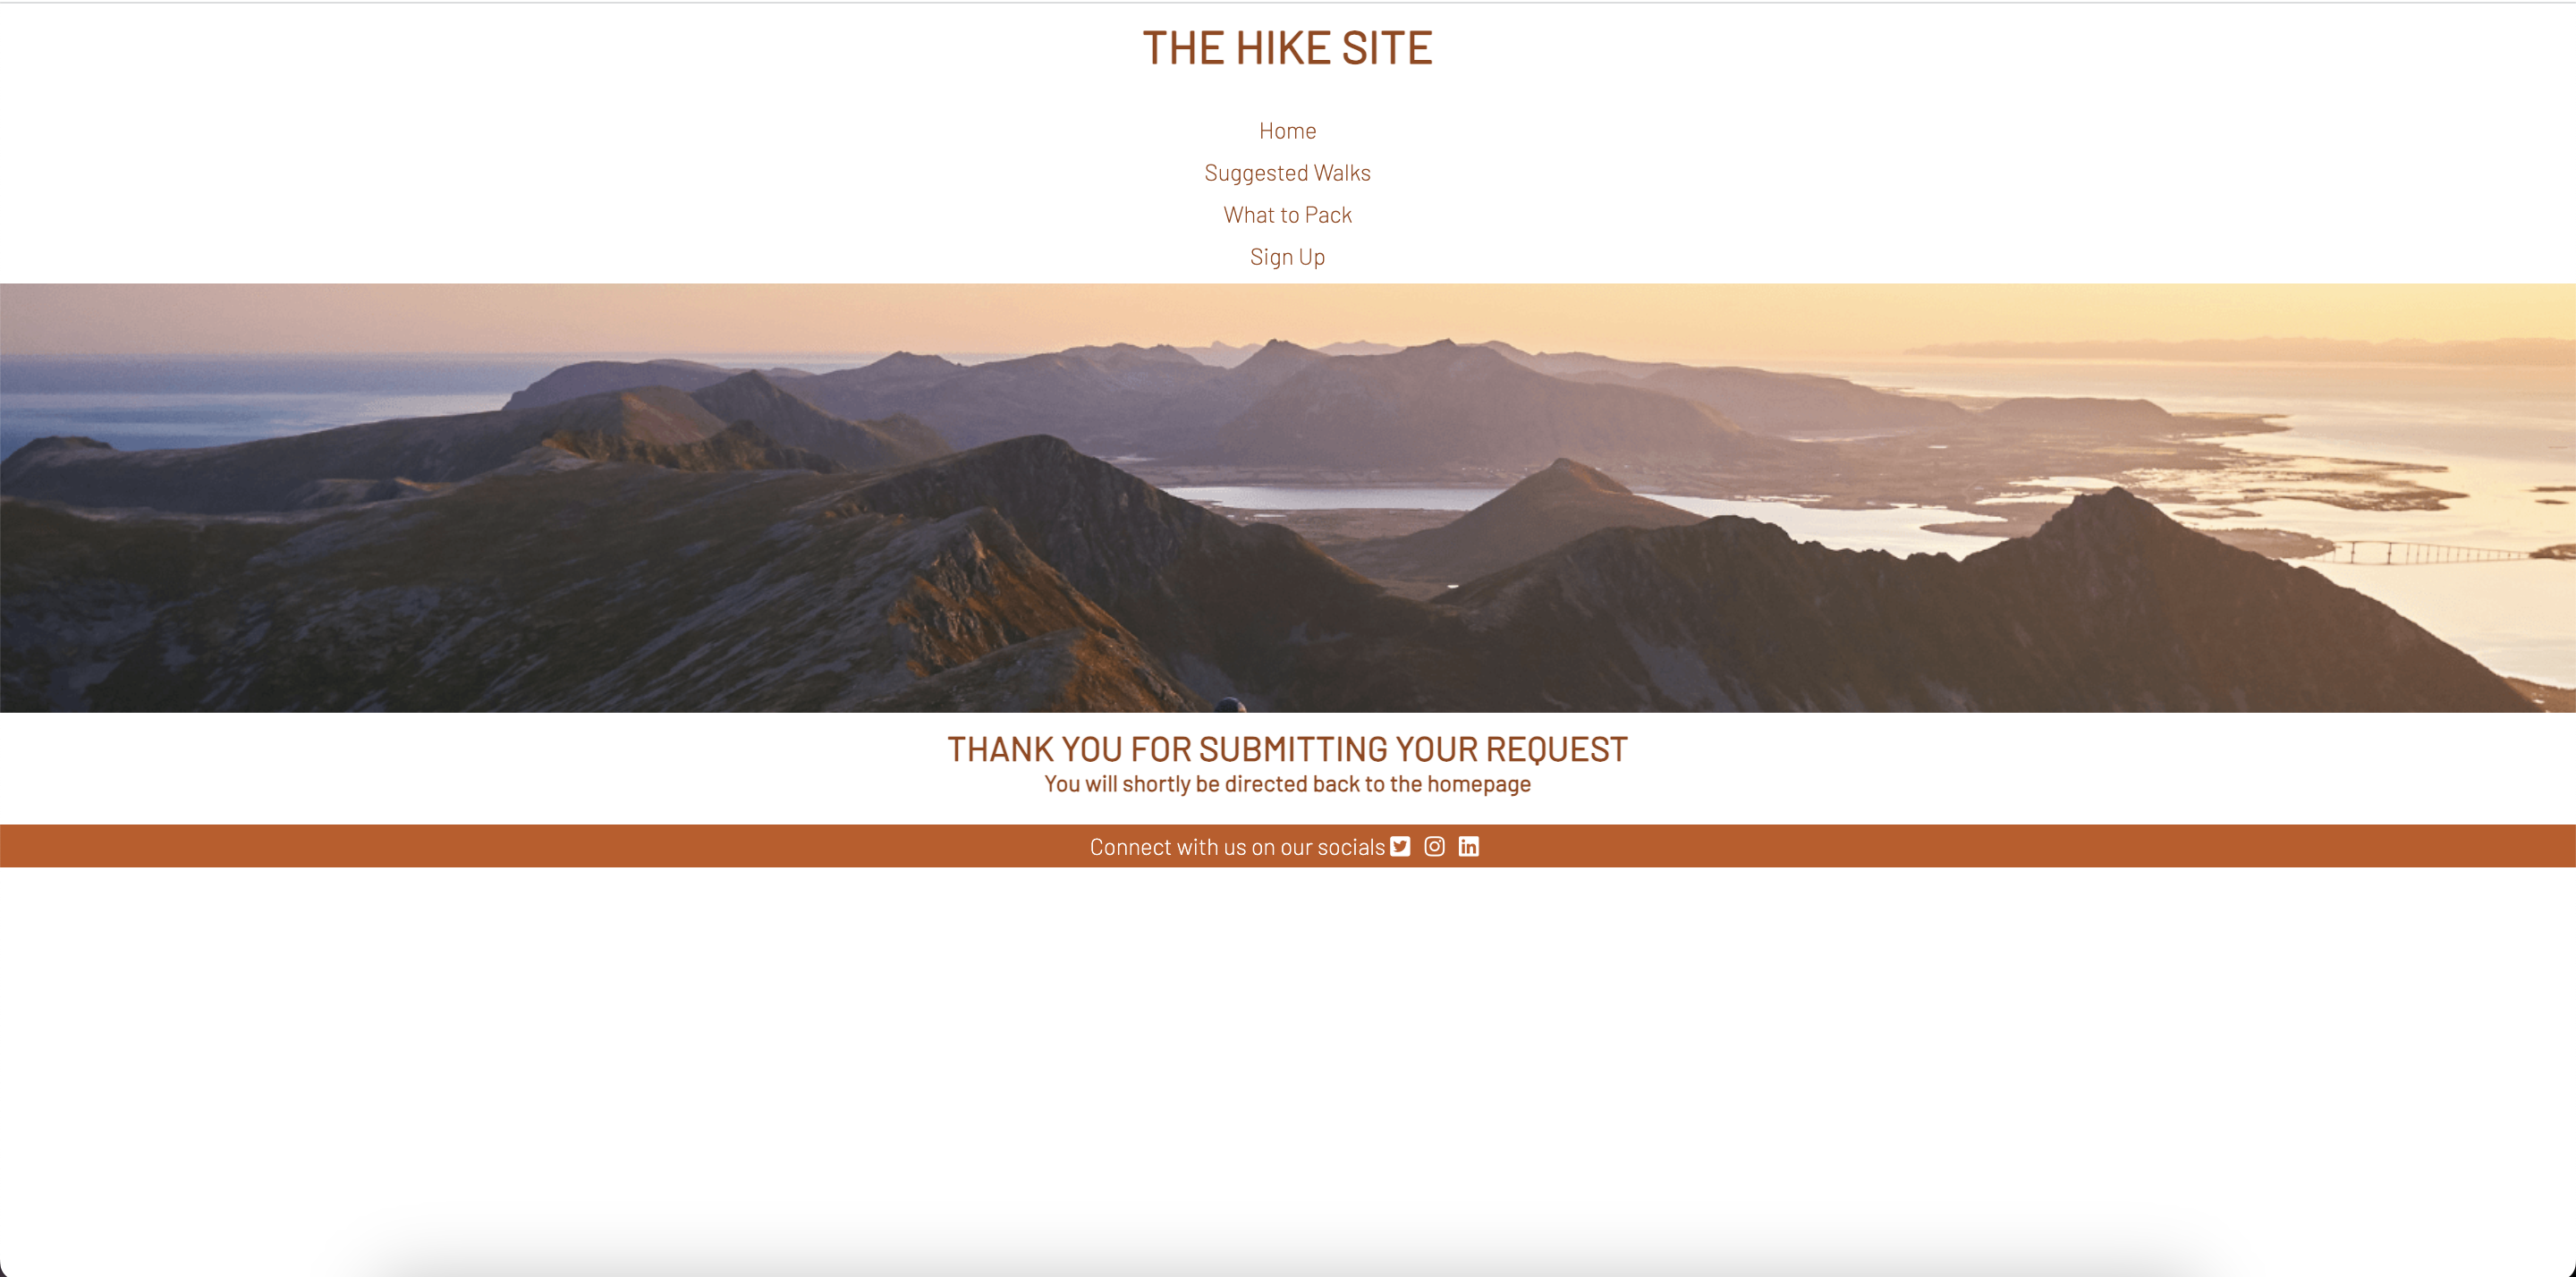 THE HIKE SITE
Home
Suggested Walks
What to Pack
Sign Up
THANK YOU FOR SUBMITTING YOUR REQUEST
You will shortly be directed back to the homepage
Connect with us on our socials